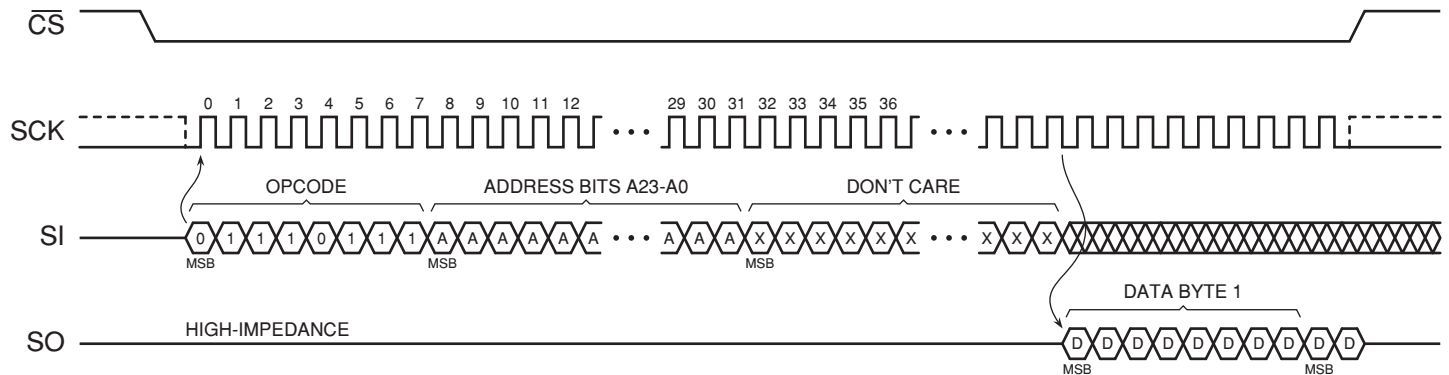 CS
SCK
0 1 2 3 4 5 6 7 8 9 10 11 12 29 30 31 32 33 34 35 36
OPCODE ADDRESS BITS A23-A0 DON'T CARE
SI
0 1 1 1 0 1 1 1 A A A A A A A A A X X X X X X X X X
MSB MSB MSB
DATA BYTE 1
SO
HIGH-IMPEDANCE
D D D D D D D D D D
MSB MSB